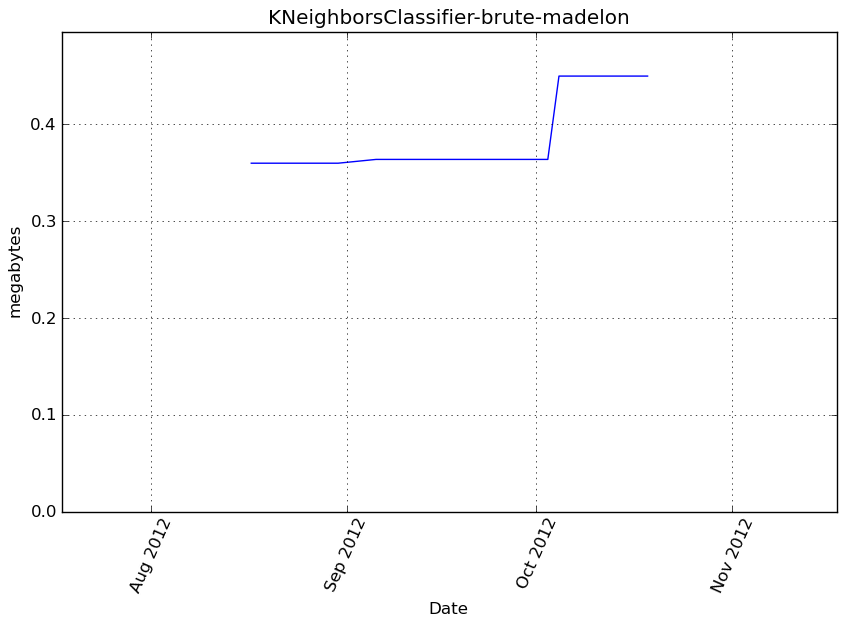 KNeighborsClassifier-brute-madelon
megabytes
0.4
0.3
0.2
0.1
0.0
Aug 2012
Sep 2012
Oct 2012
Nov 2012
Date